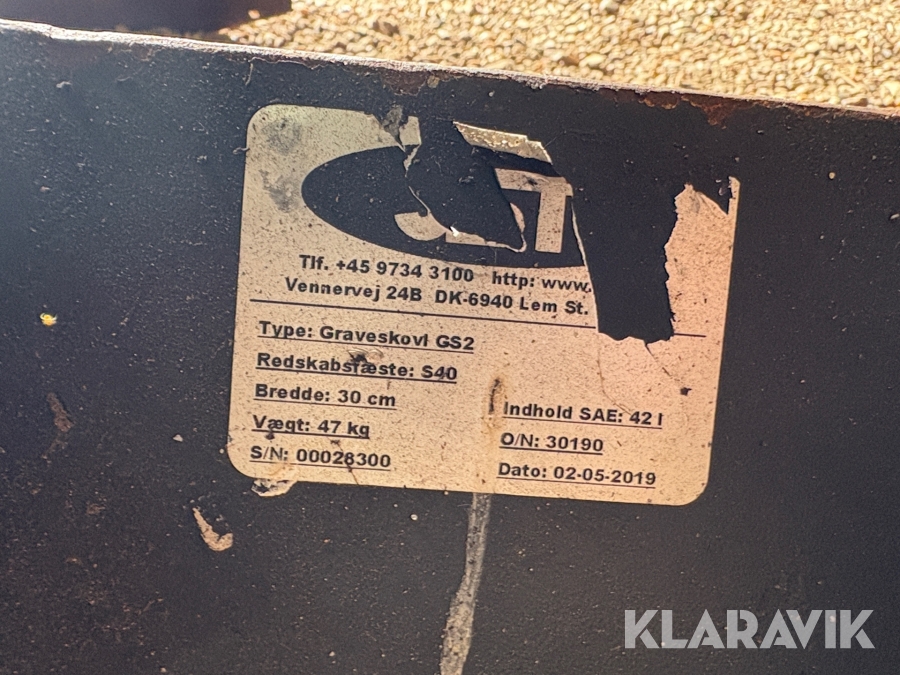 Tlf. +45 9734 3100 http: www.
Vennervej 24B DK-6940 Lem St.
Type: Graveskovl GS2
Redskabsfæste: S40
Bredde: 30 cm
Indhold SAE: 42 l
Vægt: 47 kg
O/N: 30190
S/N: 00028300
Dato: 02-05-2019
KLARAVIK